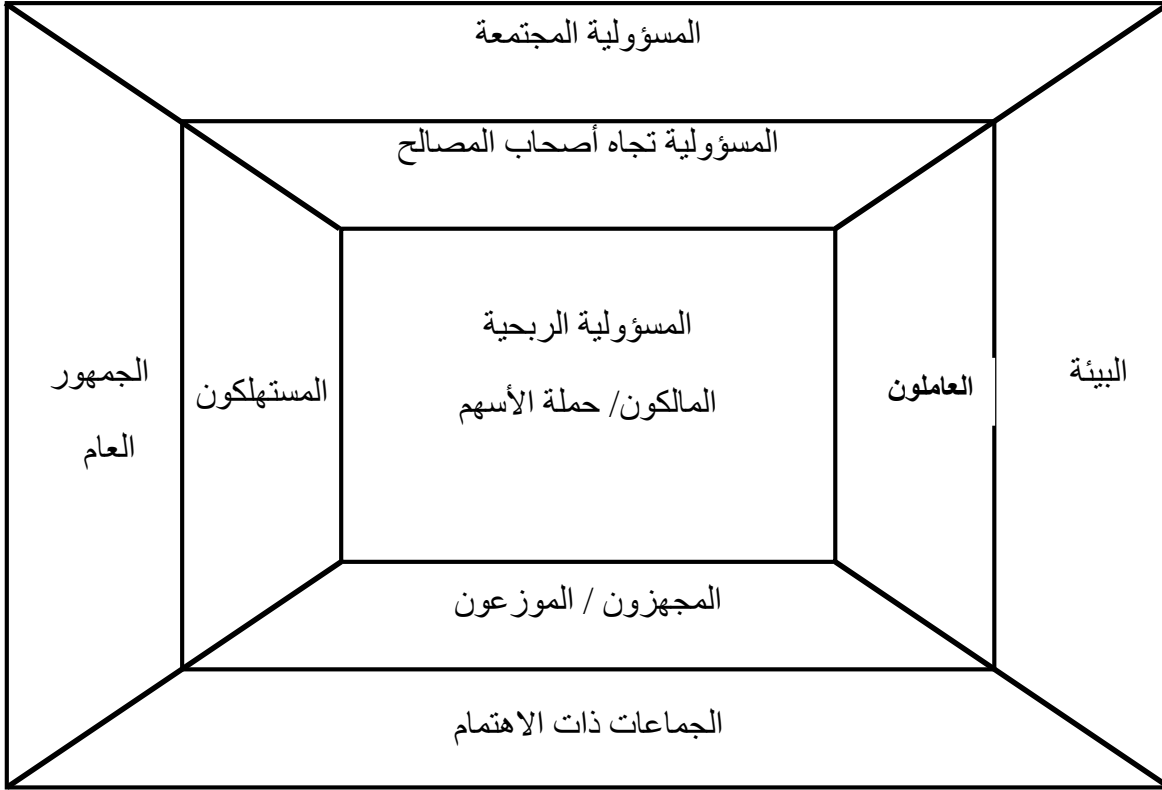 المسؤولية المجتمعة
المسؤولية تجاه أصحاب المصالح
المسؤولية الربحية
المالكون/ حملة الأسهم
البيئة
العاملون
المستهلكون
الجمهور
العام
المجهزون / الموزعون
الجماعات ذات الاهتمام